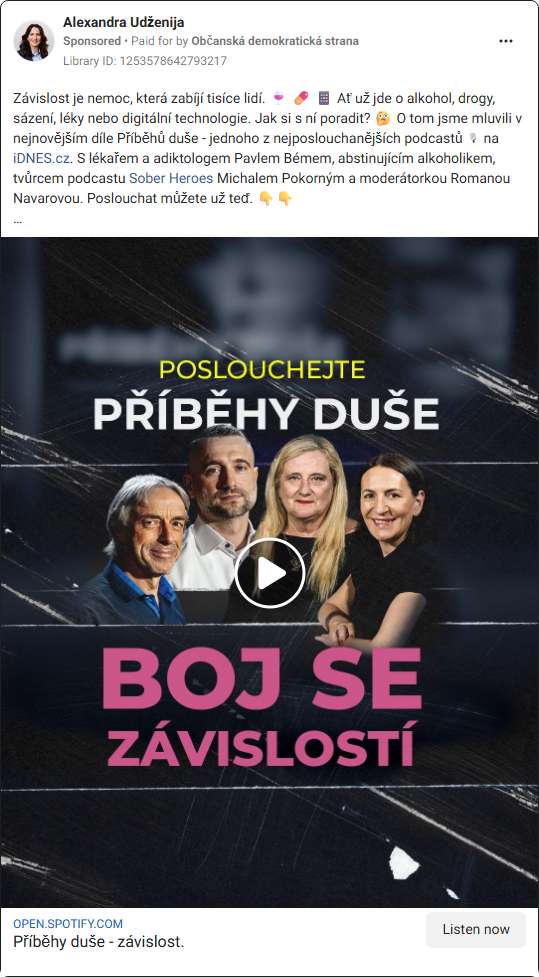 Alexandra Udženija
Sponsored • Paid for by Občanská demokratická strana
Library ID: 1253578642793217
Závislost je nemoc, která zabíjí tisíce lidí. 🍷 💊 🎰 Ať už jde o alkohol, drogy,
sázení, léky nebo digitální technologie. Jak si s ní poradit? 🤔 O tom jsme mluvili v
nejnovějším díle Příběhů duše - jednoho z nejposlouchanějších podcastů 🎙 na
iDNES.cz. S lékařem a adiktologem Pavlem Bémem, abstinujícím alkoholikem,
tvůrcem podcastu Sober Heroes Michalem Pokorným a moderátorkou Romanou
Navarovou. Poslouchat můžete už teď. 👇👇
...
POSLOUCHEJTE
PŘÍBĚHY DUŠE
BOJ SE
ZÁVISLOSTÍ
OPEN.SPOTIFY.COM
Příběhy duše - závislost.
Listen now